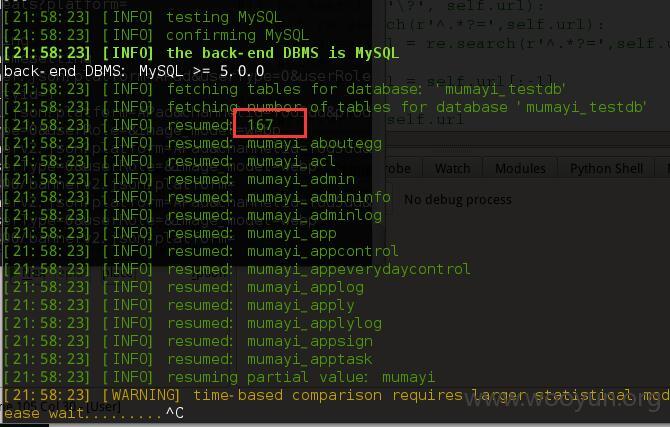 [21:58:23] [INFO] testing MySQL
[21:58:23] [INFO] confirming MySQL
[21:58:23] [INFO] the back-end DBMS is MySQL
back-end DBMS: MySQL >= 5.0.0
[21:58:23] [INFO] fetching tables for database: 'mumayi_testdb'
[21:58:23] [INFO] fetching number of tables for database 'mumayi_testdb'
[21:58:23] [INFO] resumed: 167
[21:58:23] [INFO] resumed: mumayi_aboutegg
[21:58:23] [INFO] resumed: mumayi_acl
[21:58:23] [INFO] resumed: mumayi_admin
[21:58:23] [INFO] resumed: mumayi_admininfo
[21:58:23] [INFO] resumed: mumayi_adminlog
[21:58:23] [INFO] resumed: mumayi_app
[21:58:23] [INFO] resumed: mumayi_appcontrol
[21:58:23] [INFO] resumed: mumayi_appeverydaycontrol
[21:58:23] [INFO] resumed: mumayi_applog
[21:58:23] [INFO] resumed: mumayi_apply
[21:58:23] [INFO] resumed: mumayi_applylog
[21:58:23] [INFO] resumed: mumayi_appsign
[21:58:23] [INFO] resumed: mumayi_apptask
[21:58:23] [INFO] resuming partial value: mumayi
[21:58:23] [WARNING] time-based comparison requires larger statistical mod
ease wait.........^C
'\?', self.url)
search(r'^.*?=', self.url)
l = re.search(r'^.*?=', self
= self.url[:-1]
self.url
robe Watch Modules Python Shell
No debug process
www.wooyun.org